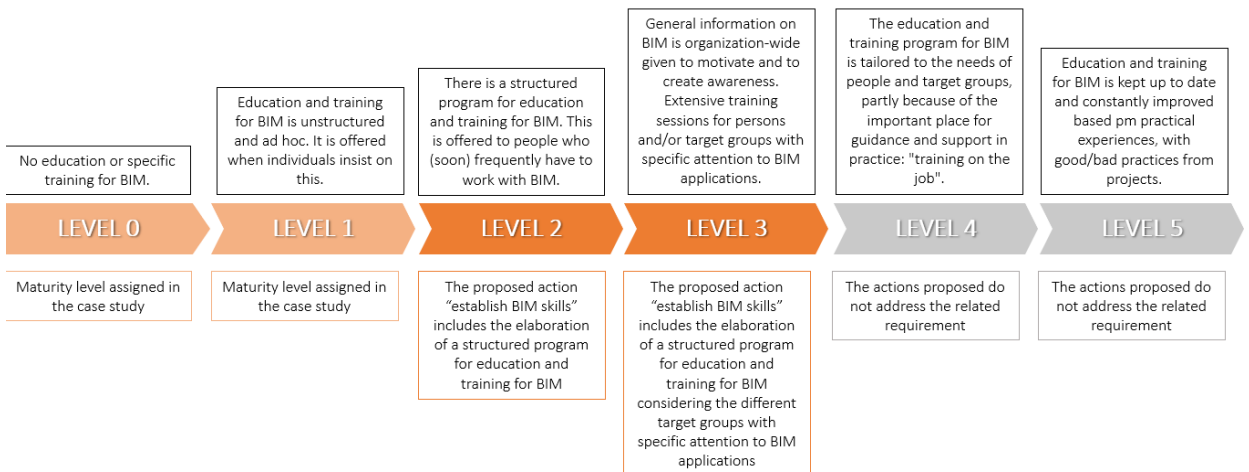 No education or specific
training for BIM.
Education and training
for BIM is unstructured
and ad hoc. It is offered
when individuals insist on
this.
There is a structured
program for education
and training for BIM. This
is offered to people who
(soon) frequently have to
work with BIM.
General information on
BIM is organization-wide
given to motivate and to
create awareness.
Extensive training
sessions for persons
and/or target groups with
specific attention to BIM
applications.
The education and
training program for BIM
is tailored to the needs of
people and target groups,
partly because of the
important place for
guidance and support in
practice: "training on the
job".
Education and training
for BIM is kept up to date
and constantly improved
based pm practical
experiences, with
good/bad practices from
projects.
LEVEL 0
LEVEL 1
LEVEL 2
LEVEL 3
LEVEL 4
LEVEL 5
Maturity level assigned in
the case study
Maturity level assigned in
the case study
The proposed action
“establish BIM skills”
includes the elaboration
of a structured program
for education and
training for BIM
The proposed action
“establish BIM skills”
includes the elaboration
of a structured program
for education and
training for BIM
considering the different
target groups with
specific attention to BIM
applications
The actions proposed do
not address the related
requirement
The actions proposed do
not address the related
requirement